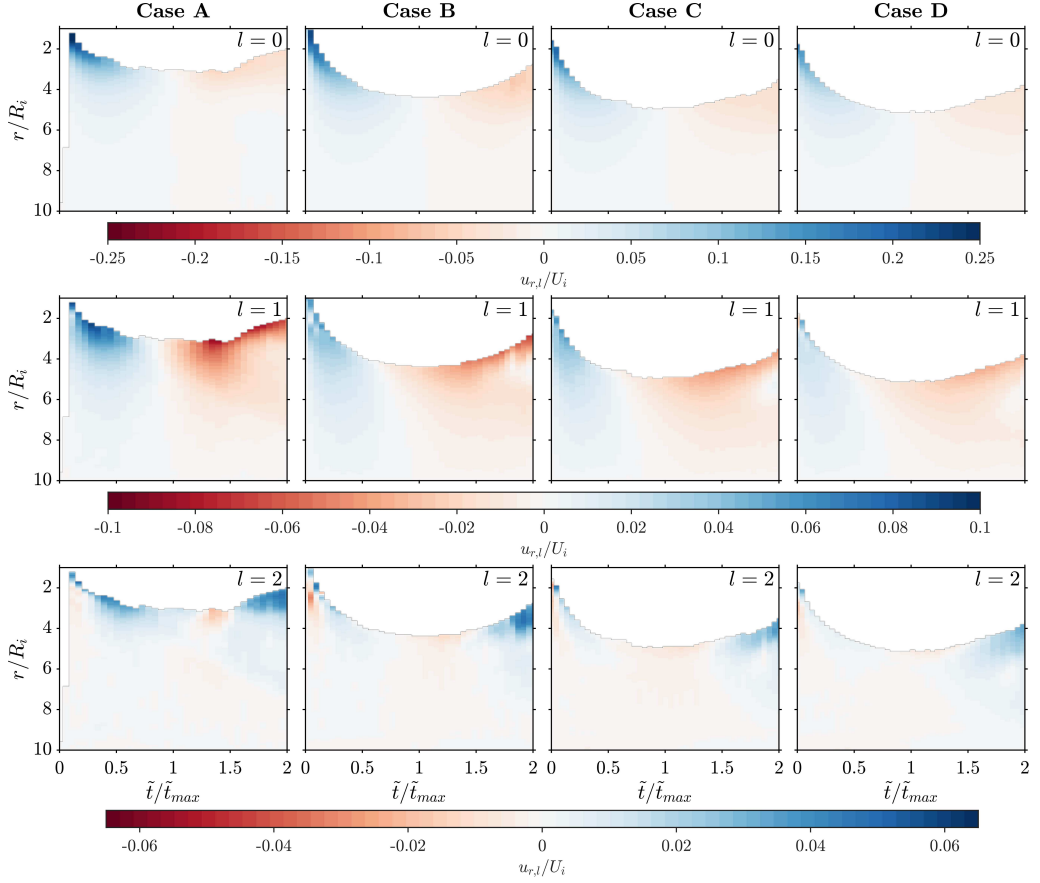 Case A Case B Case C Case D
l = 0 l = 0 l = 0 l = 0
r/R_i
2
4
6
8
10
-0.25 -0.2 -0.15 -0.1 -0.05 0 0.05 0.1 0.15 0.2 0.25
u_{r,l}/U_i
l = 1 l = 1 l = 1 l = 1
r/R_i
2
4
6
8
10
-0.1 -0.08 -0.06 -0.04 -0.02 0 0.02 0.04 0.06 0.08 0.1
u_{r,l}/U_i
l = 2 l = 2 l = 2 l = 2
r/R_i
2
4
6
8
10
0 0.5 1 1.5 2 0 0.5 1 1.5 2 0 0.5 1 1.5 2 0 0.5 1 1.5 2
t̃/t̃_{max} t̃/t̃_{max} t̃/t̃_{max} t̃/t̃_{max}
-0.06 -0.04 -0.02 0 0.02 0.04 0.06
u_{r,l}/U_i